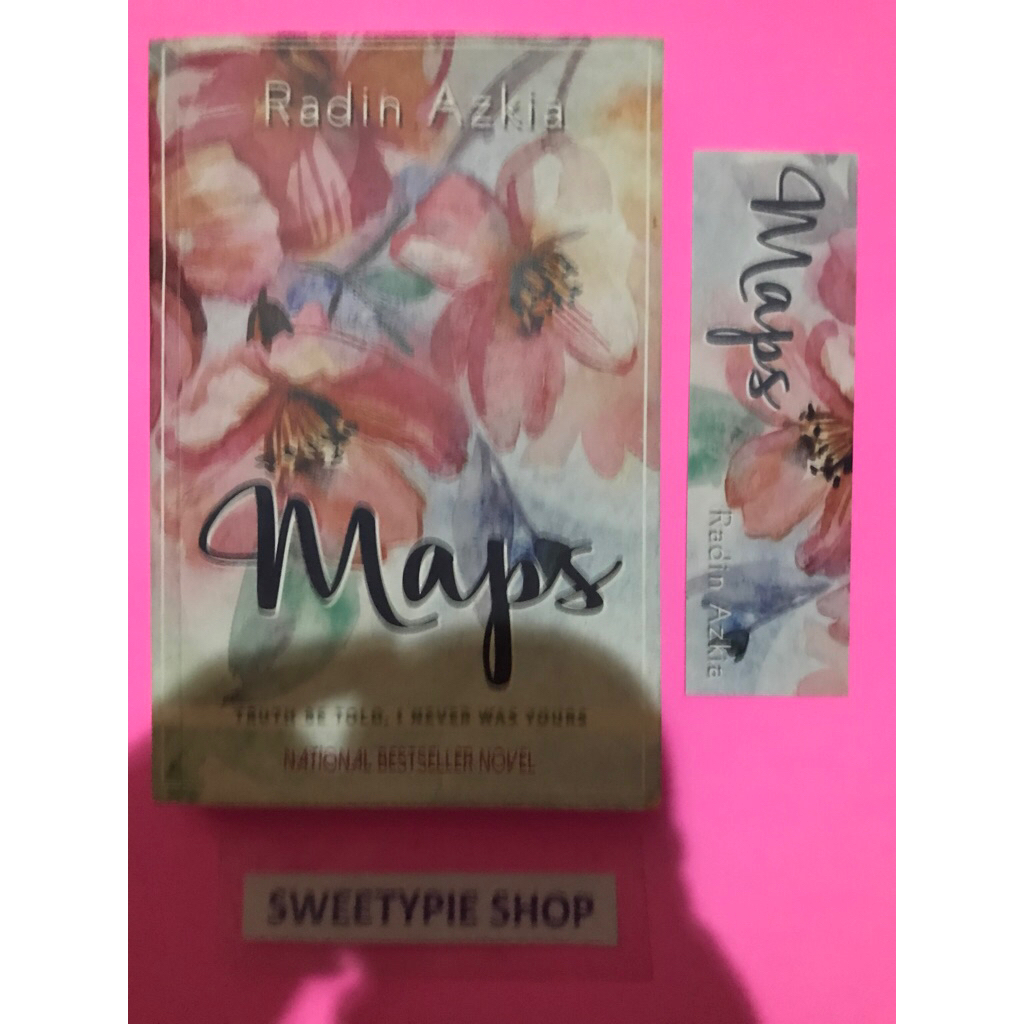 Radin Azkia
Maps
TRUTH BE TOLD, I NEVER WAS YOURS
NATIONAL BESTSELLER NOVEL
SWEETYPIE SHOP
Maps
Radin Azkia